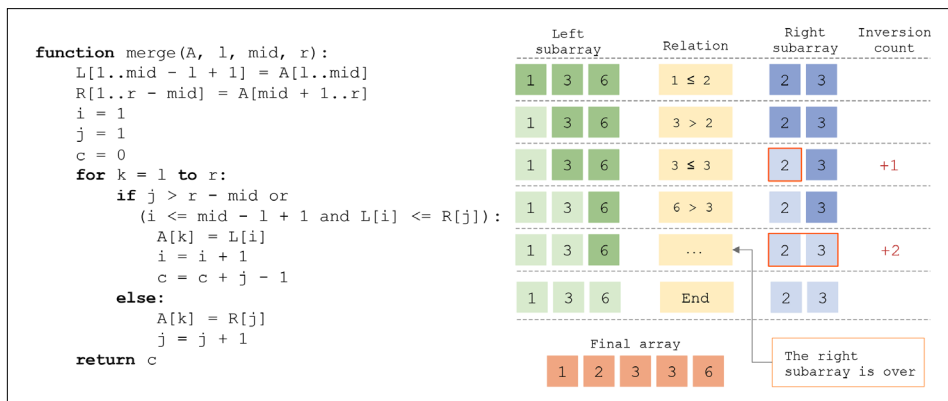 function merge(A, l, mid, r):
L[1..mid - l + 1] = A[l..mid]
R[1..r - mid] = A[mid + 1..r]
i = 1
j = 1
c = 0
for k = l to r:
if j > r - mid or
(i <= mid - l + 1 and L[i] <= R[j]):
A[k] = L[i]
i = i + 1
c = c + j - 1
else:
A[k] = R[j]
j = j + 1
return c
Left subarray Relation Right subarray Inversion count
1 3 6 1 ≤ 2 2 3
1 3 6 3 > 2 2 3
1 3 6 3 ≤ 3 2 3 +1
1 3 6 6 > 3 2 3
1 3 6 ... 2 3 +2
1 3 6 End 2 3
Final array
1 2 3 3 6
The right
subarray is over